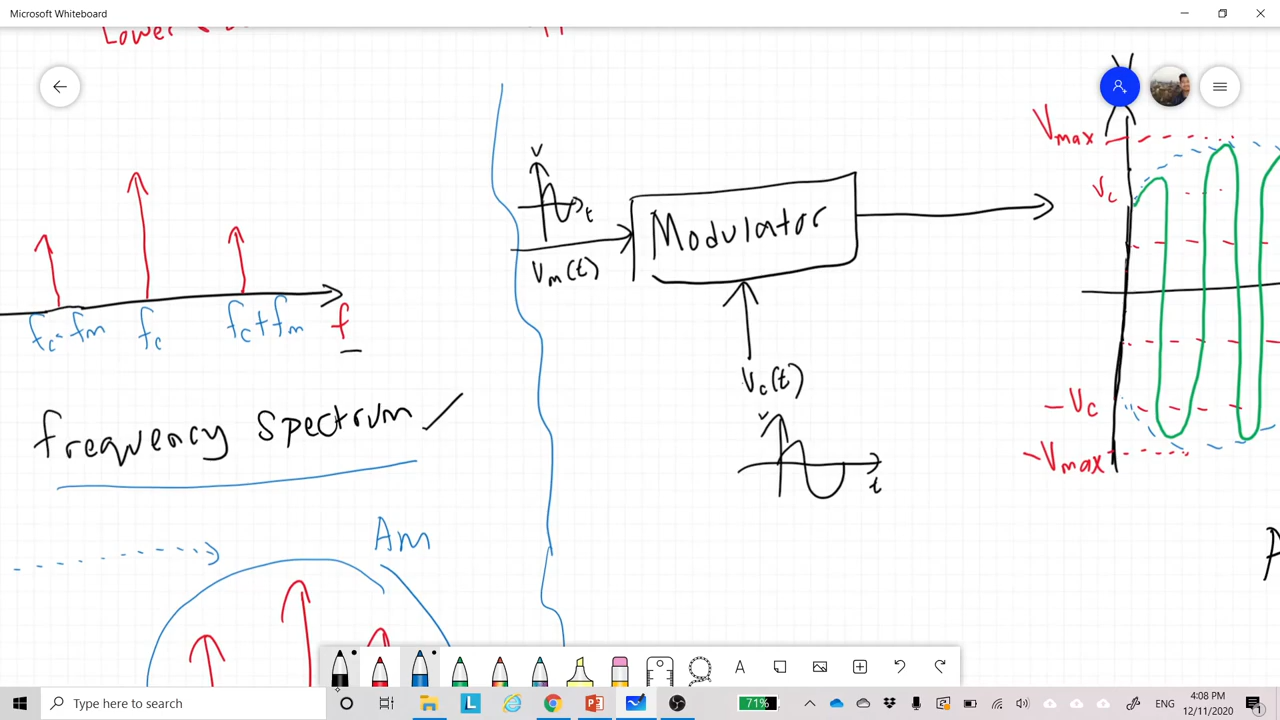 Microsoft Whiteboard
Lower
V
t
Vm(t)
Modulator
Vc(t)
V
t
Vmax
Vc
-Vc
-Vmax
fc-fm
fc
fc+fm
f
frequency spectrum
Am
A
Type here to search
71%
4:08 PM
12/11/2020